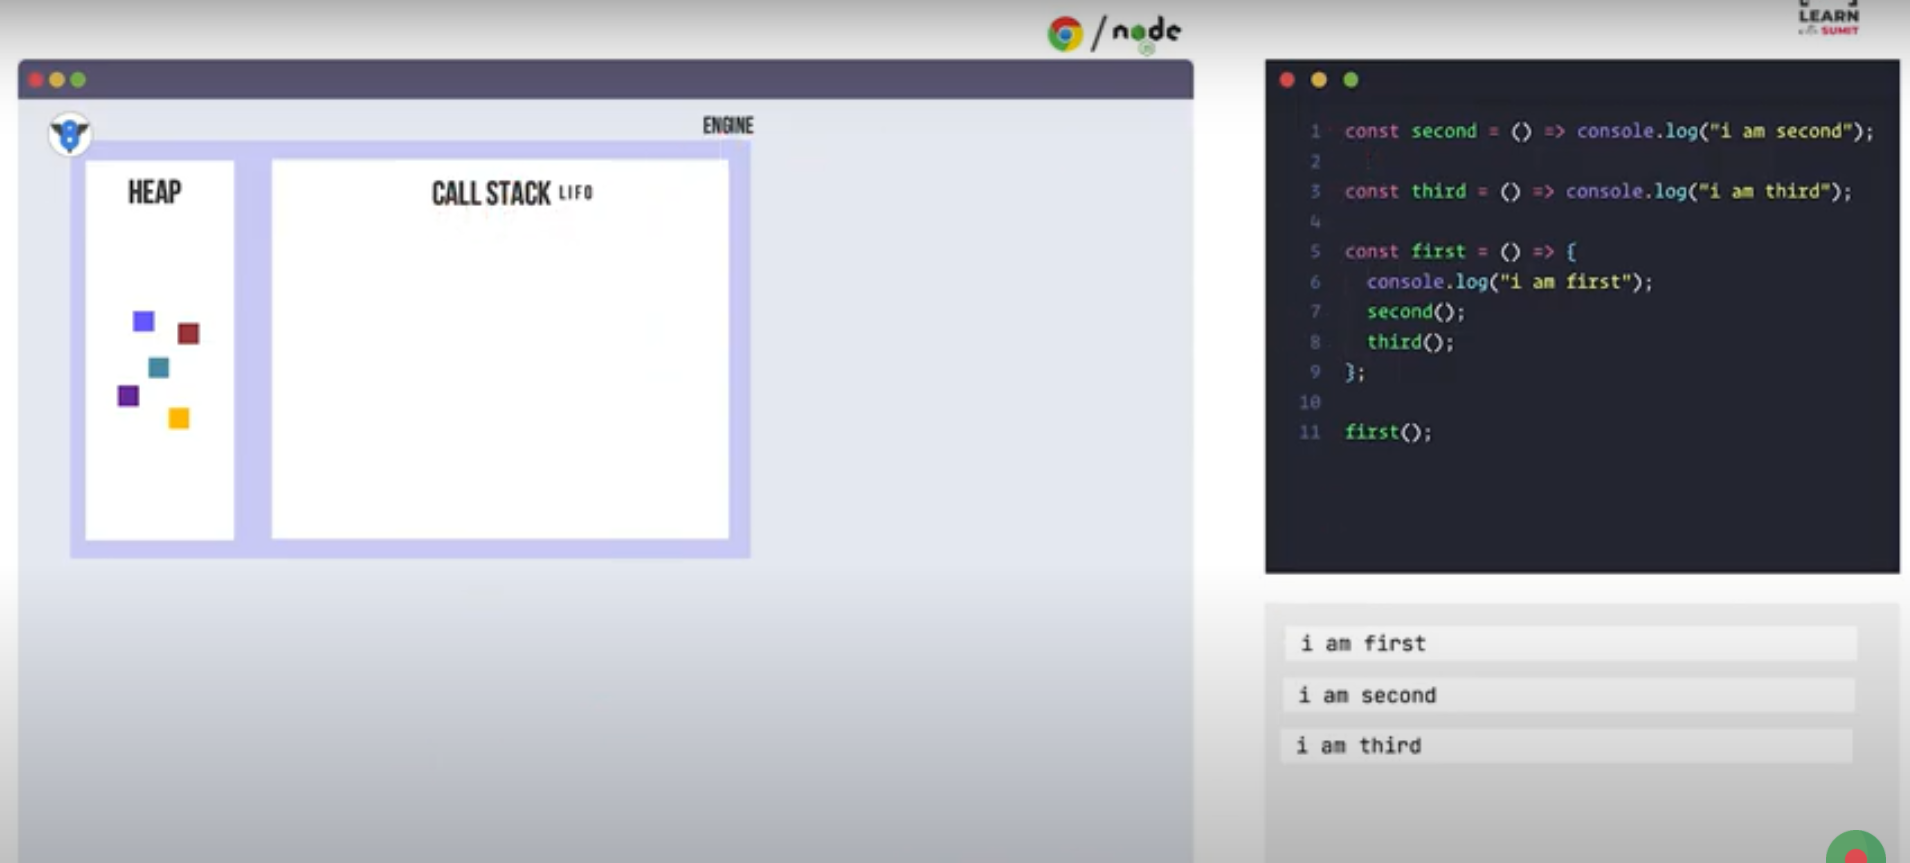 node
LEARN
SUMIT
ENGINE
HEAP
CALL STACK LIFO
1 const second = () => console.log("i am second");
2
3 const third = () => console.log("i am third");
4
5 const first = () => {
6 console.log("i am first");
7 second();
8 third();
9 };
10
11 first();
i am first
i am second
i am third